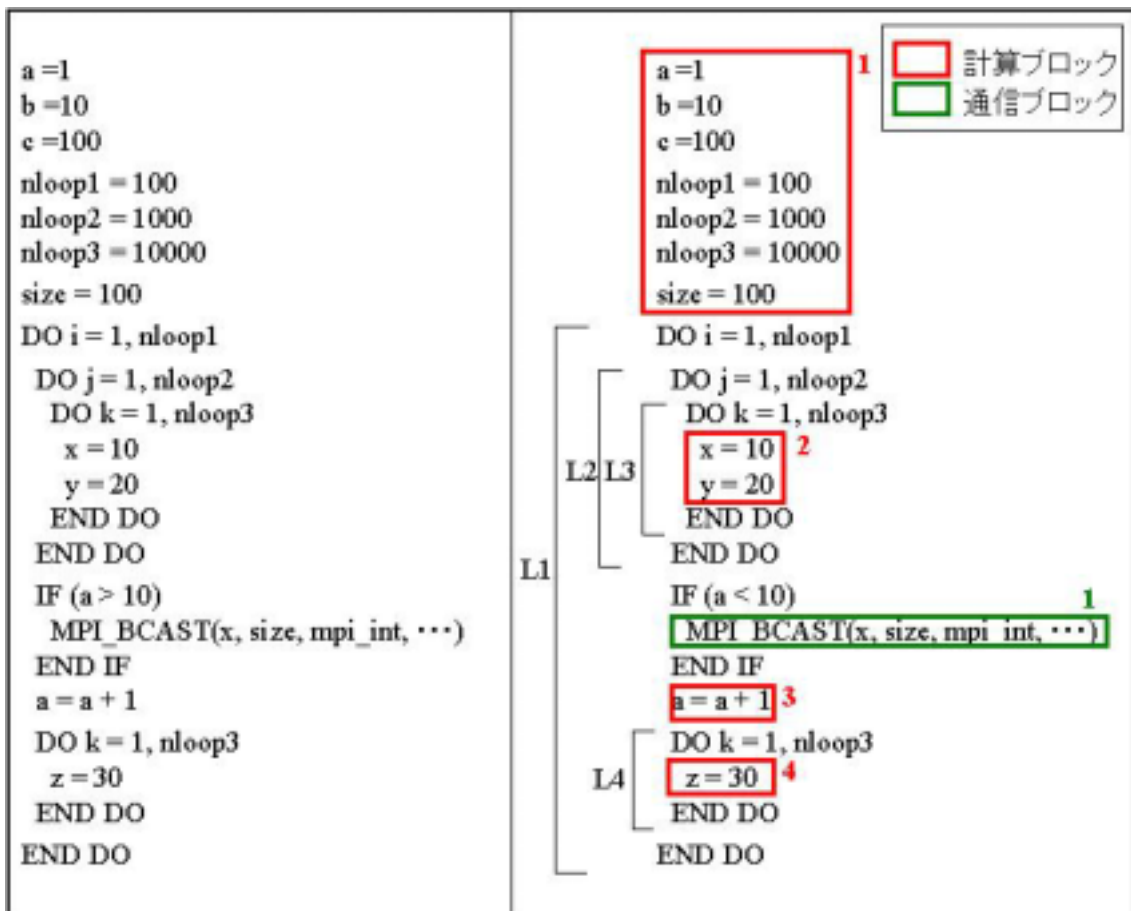 a =1
b =10
c =100
nloop1 = 100
nloop2 = 1000
nloop3 = 10000
size = 100
DO i = 1, nloop1
DO j = 1, nloop2
DO k = 1, nloop3
x = 10
y = 20
END DO
END DO
IF (a > 10)
MPI_BCAST(x, size, mpi_int, ･･･)
END IF
a = a + 1
DO k = 1, nloop3
z = 30
END DO
END DO
計算ブロック
通信ブロック
a =1 1
b =10
c =100
nloop1 = 100
nloop2 = 1000
nloop3 = 10000
size = 100
DO i = 1, nloop1
DO j = 1, nloop2
DO k = 1, nloop3
x = 10 2
L2 L3
y = 20
END DO
END DO
L1
IF (a < 10) 1
MPI_BCAST(x, size, mpi_int, ･･･)
END IF
a = a + 1 3
DO k = 1, nloop3
L4 z = 30 4
END DO
END DO